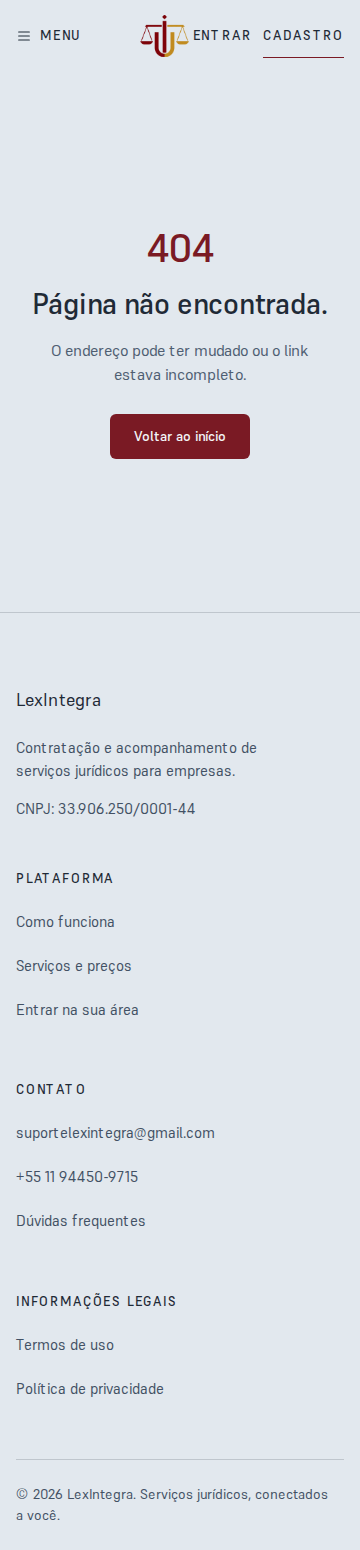 MENU
ENTRAR
CADASTRO
404
Página não encontrada.
O endereço pode ter mudado ou o link
estava incompleto.
Voltar ao início
LexIntegra
Contratação e acompanhamento de
serviços jurídicos para empresas.
CNPJ: 33.906.250/0001-44
PLATAFORMA
Como funciona
Serviços e preços
Entrar na sua área
CONTATO
suportelexintegra@gmail.com
+55 11 94450-9715
Dúvidas frequentes
INFORMAÇÕES LEGAIS
Termos de uso
Política de privacidade
© 2026 LexIntegra. Serviços jurídicos, conectados
a você.